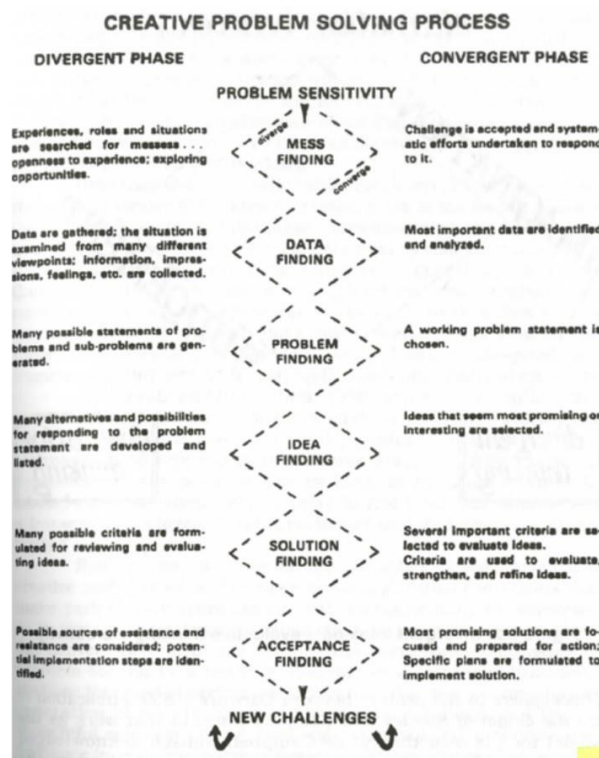 CREATIVE PROBLEM SOLVING PROCESS
DIVERGENT PHASE
CONVERGENT PHASE
PROBLEM SENSITIVITY
Experiences, roles and situations
are searched for messess . . .
openness to experience; exploring
opportunities.
diverge
MESS
FINDING
converge
Challenge is accepted and system-
atic efforts undertaken to respond
to it.
Data are gathered; the situation is
examined from many different
viewpoints; information, impres-
sions, feelings, etc. are collected.
DATA
FINDING
Most important data are identified
and analyzed.
Many possible statements of pro-
blems and sub-problems are gen-
erated.
PROBLEM
FINDING
A working problem statement is
chosen.
Many alternatives and possibilities
for responding to the problem
statement are developed and
listed.
IDEA
FINDING
Ideas that seem most promising or
interesting are selected.
Many possible criteria are form-
ulated for reviewing and evalua-
ting ideas.
SOLUTION
FINDING
Several important criteria are se-
lected to evaluate ideas.
Criteria are used to evaluate,
strengthen, and refine ideas.
Possible sources of assistance and
resistance are considered; poten-
tial implementation steps are iden-
tified.
ACCEPTANCE
FINDING
Most promising solutions are fo-
cused and prepared for action;
Specific plans are formulated to
implement solution.
NEW CHALLENGES